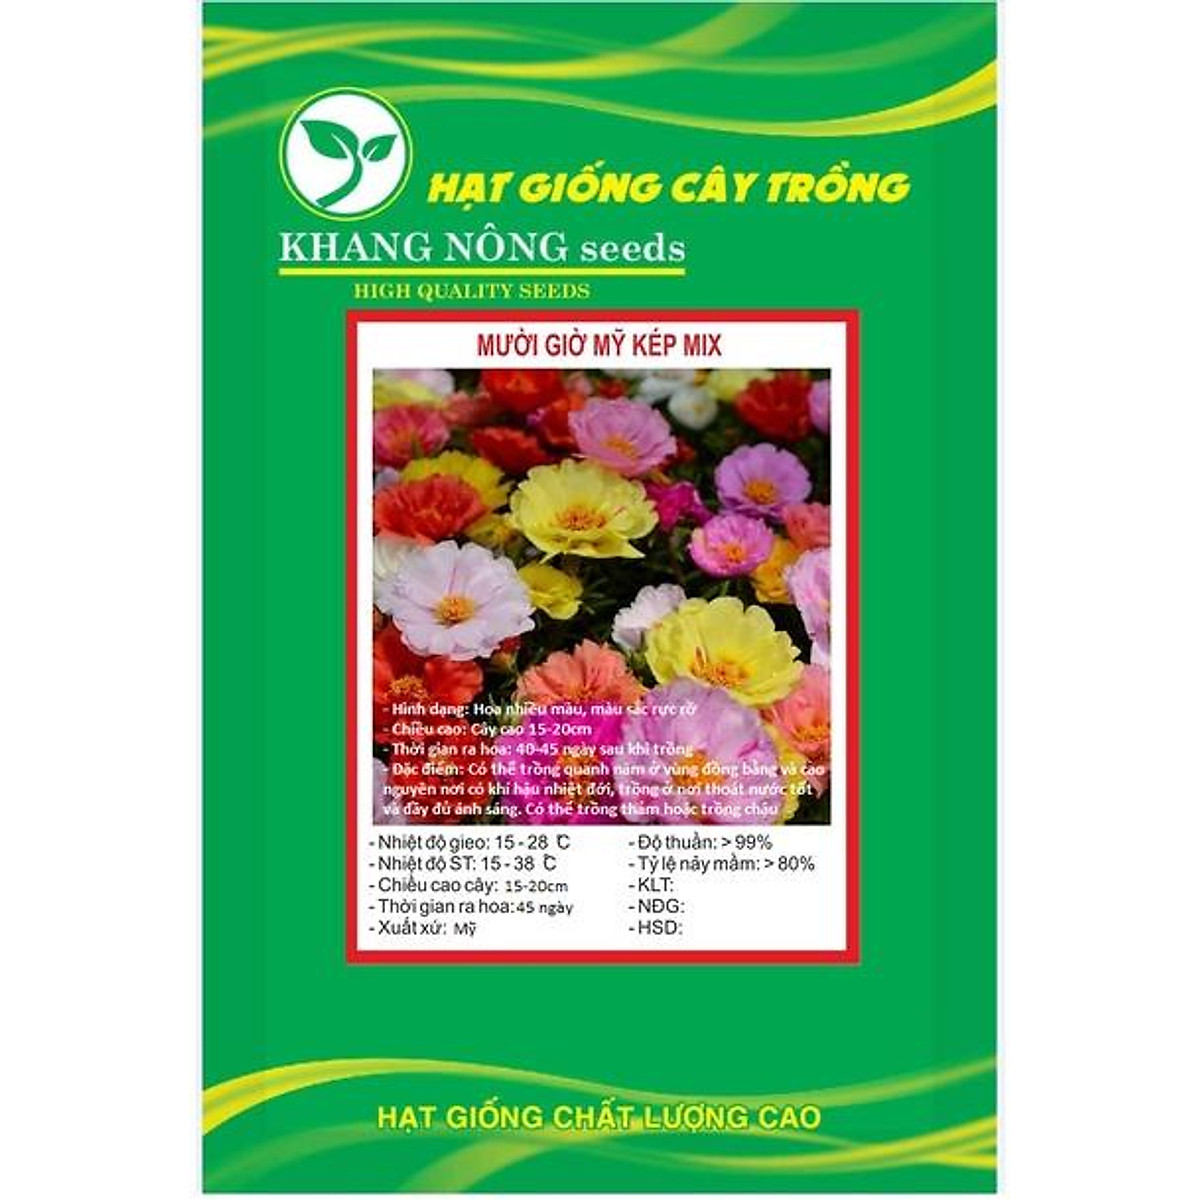 HẠT GIỐNG CÂY TRỒNG
KHANG NÔNG seeds
HIGH QUALITY SEEDS
MƯỜI GIỜ MỸ KÉP MIX
- Hình dạng: Hoa nhiều màu, màu sắc rực rỡ
- Chiều cao: Cây cao 15-20cm
- Thời gian ra hoa: 40-45 ngày sau khi trồng
- Đặc điểm: Có thể trồng quanh năm ở vùng đồng bằng và cao
nguyên nơi có khí hậu nhiệt đới, trồng ở nơi thoát nước tốt
và đầy đủ ánh sáng. Có thể trồng thảm hoặc trồng chậu
- Nhiệt độ gieo: 15 - 28 ℃
- Nhiệt độ ST: 15 - 38 ℃
- Chiều cao cây: 15-20cm
- Thời gian ra hoa: 45 ngày
- Xuất xứ: Mỹ
- Độ thuần: > 99%
- Tỷ lệ nảy mầm: > 80%
- KLT:
- NĐG:
- HSD:
HẠT GIỐNG CHẤT LƯỢNG CAO